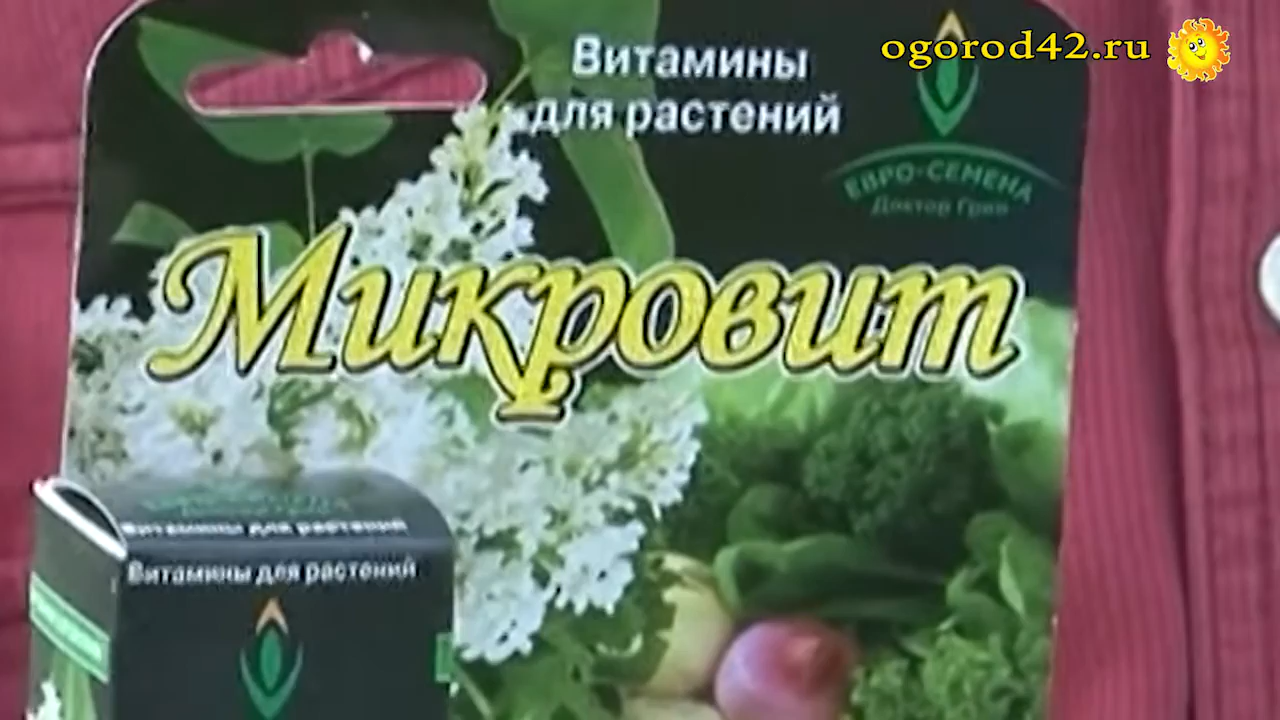 ogorod42.ru
Витамины
для растений
ЕВРО-СЕМЕНА
Доктор Грин
Микровит
Витамины для растений
Витамины для растений